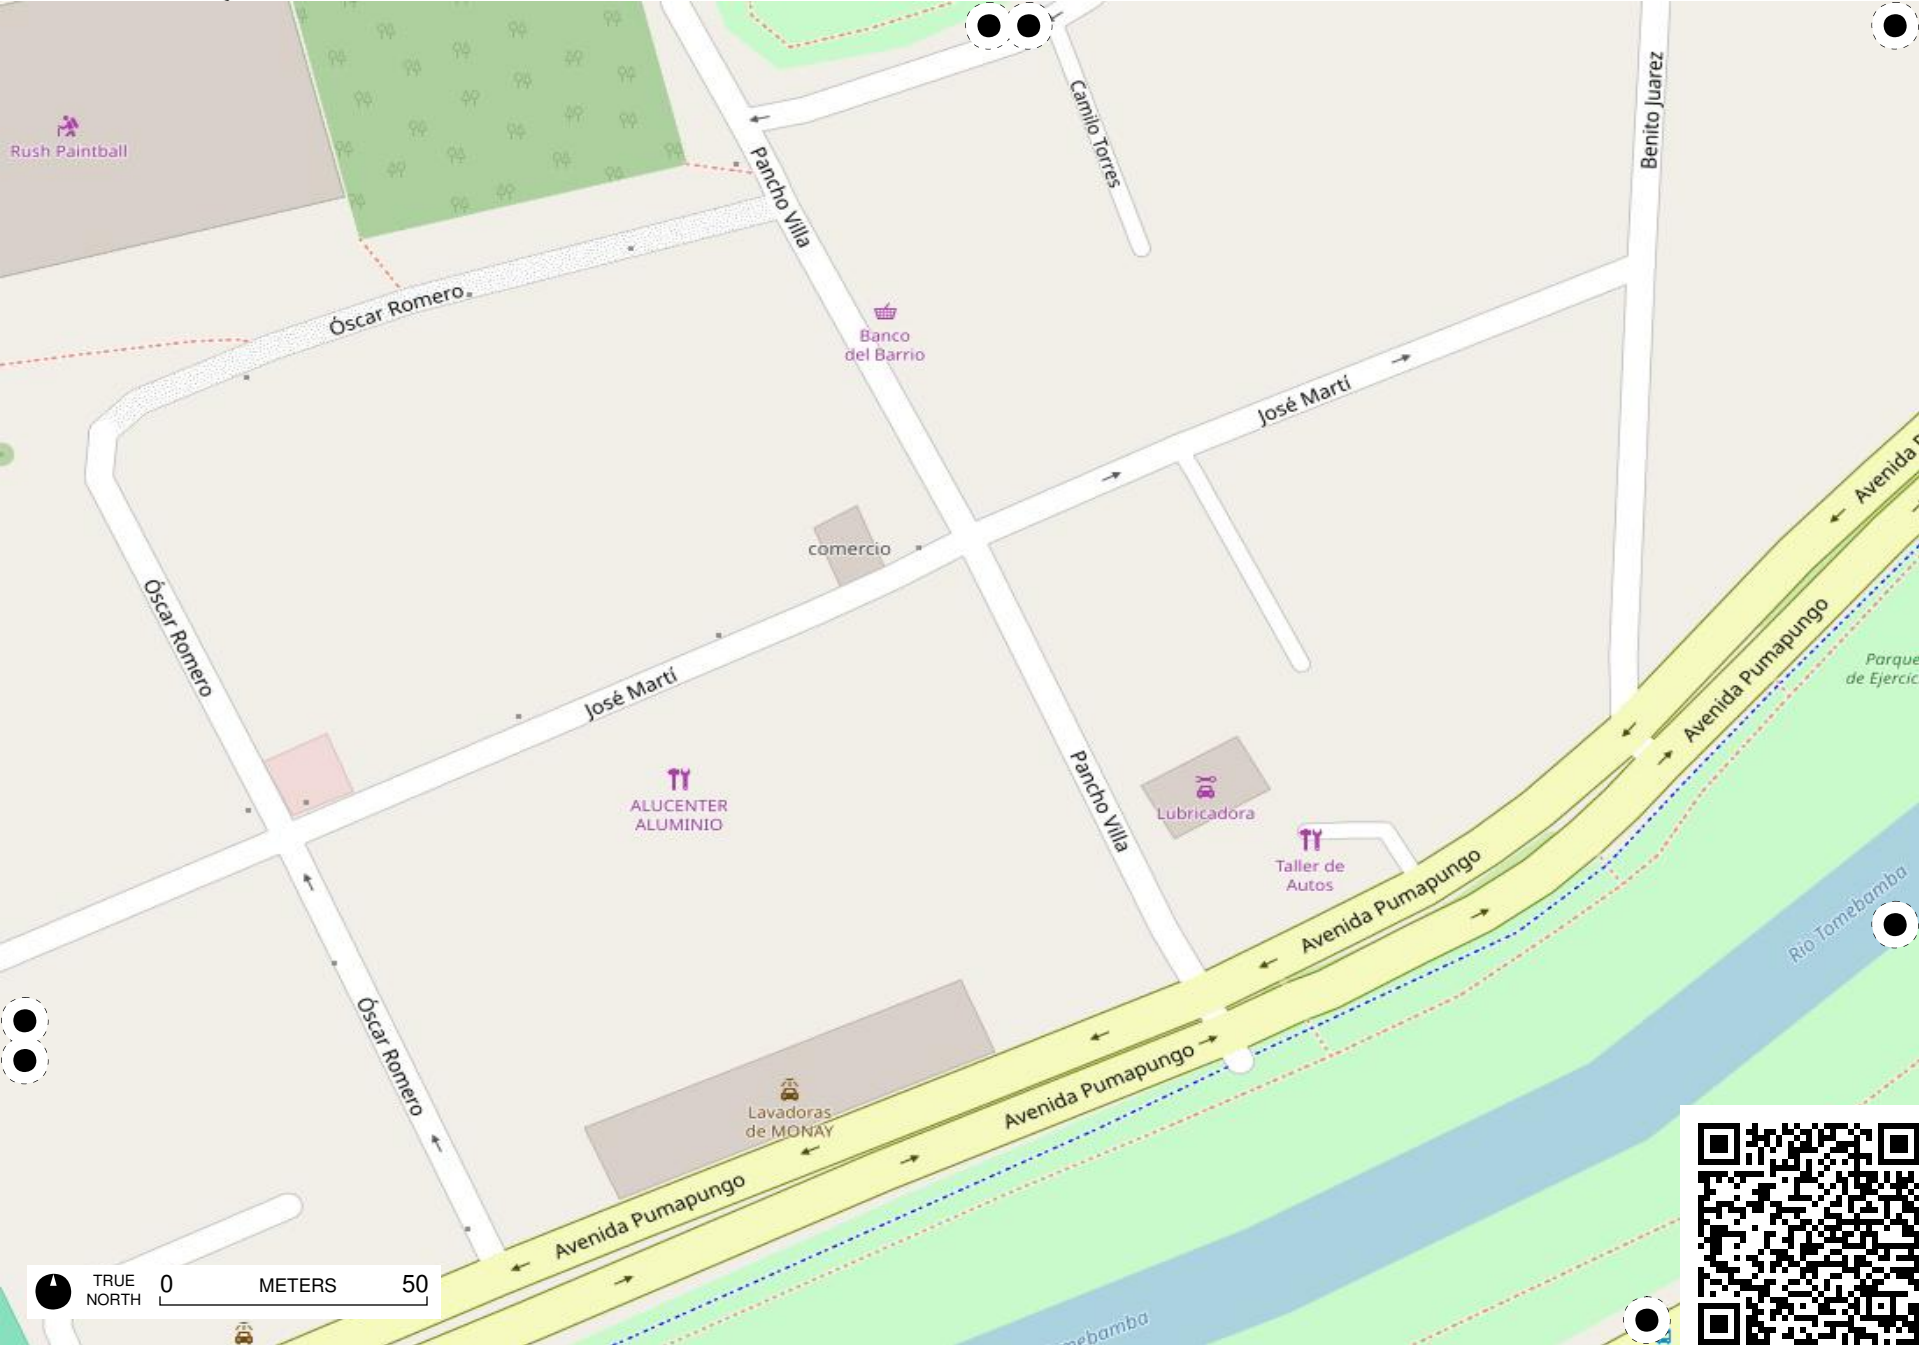 Benito Juarez
Camilo Torres
Rush Paintball
Pancho Villa
Óscar Romero
Banco
del Barrio
José Martí
Avenida
comercio
Óscar Romero
Avenida Pumapungo
Parque
José Martí
ALUCENTER
ALUMINIO
Pancho Villa
Lubricadora
Taller de
Autos
Avenida Pumapungo
Río Tomebamba
Óscar Romero
Avenida Pumapungo
Lavadoras
de MONAY
Avenida Pumapungo
TRUE
NORTH
0 METERS 50